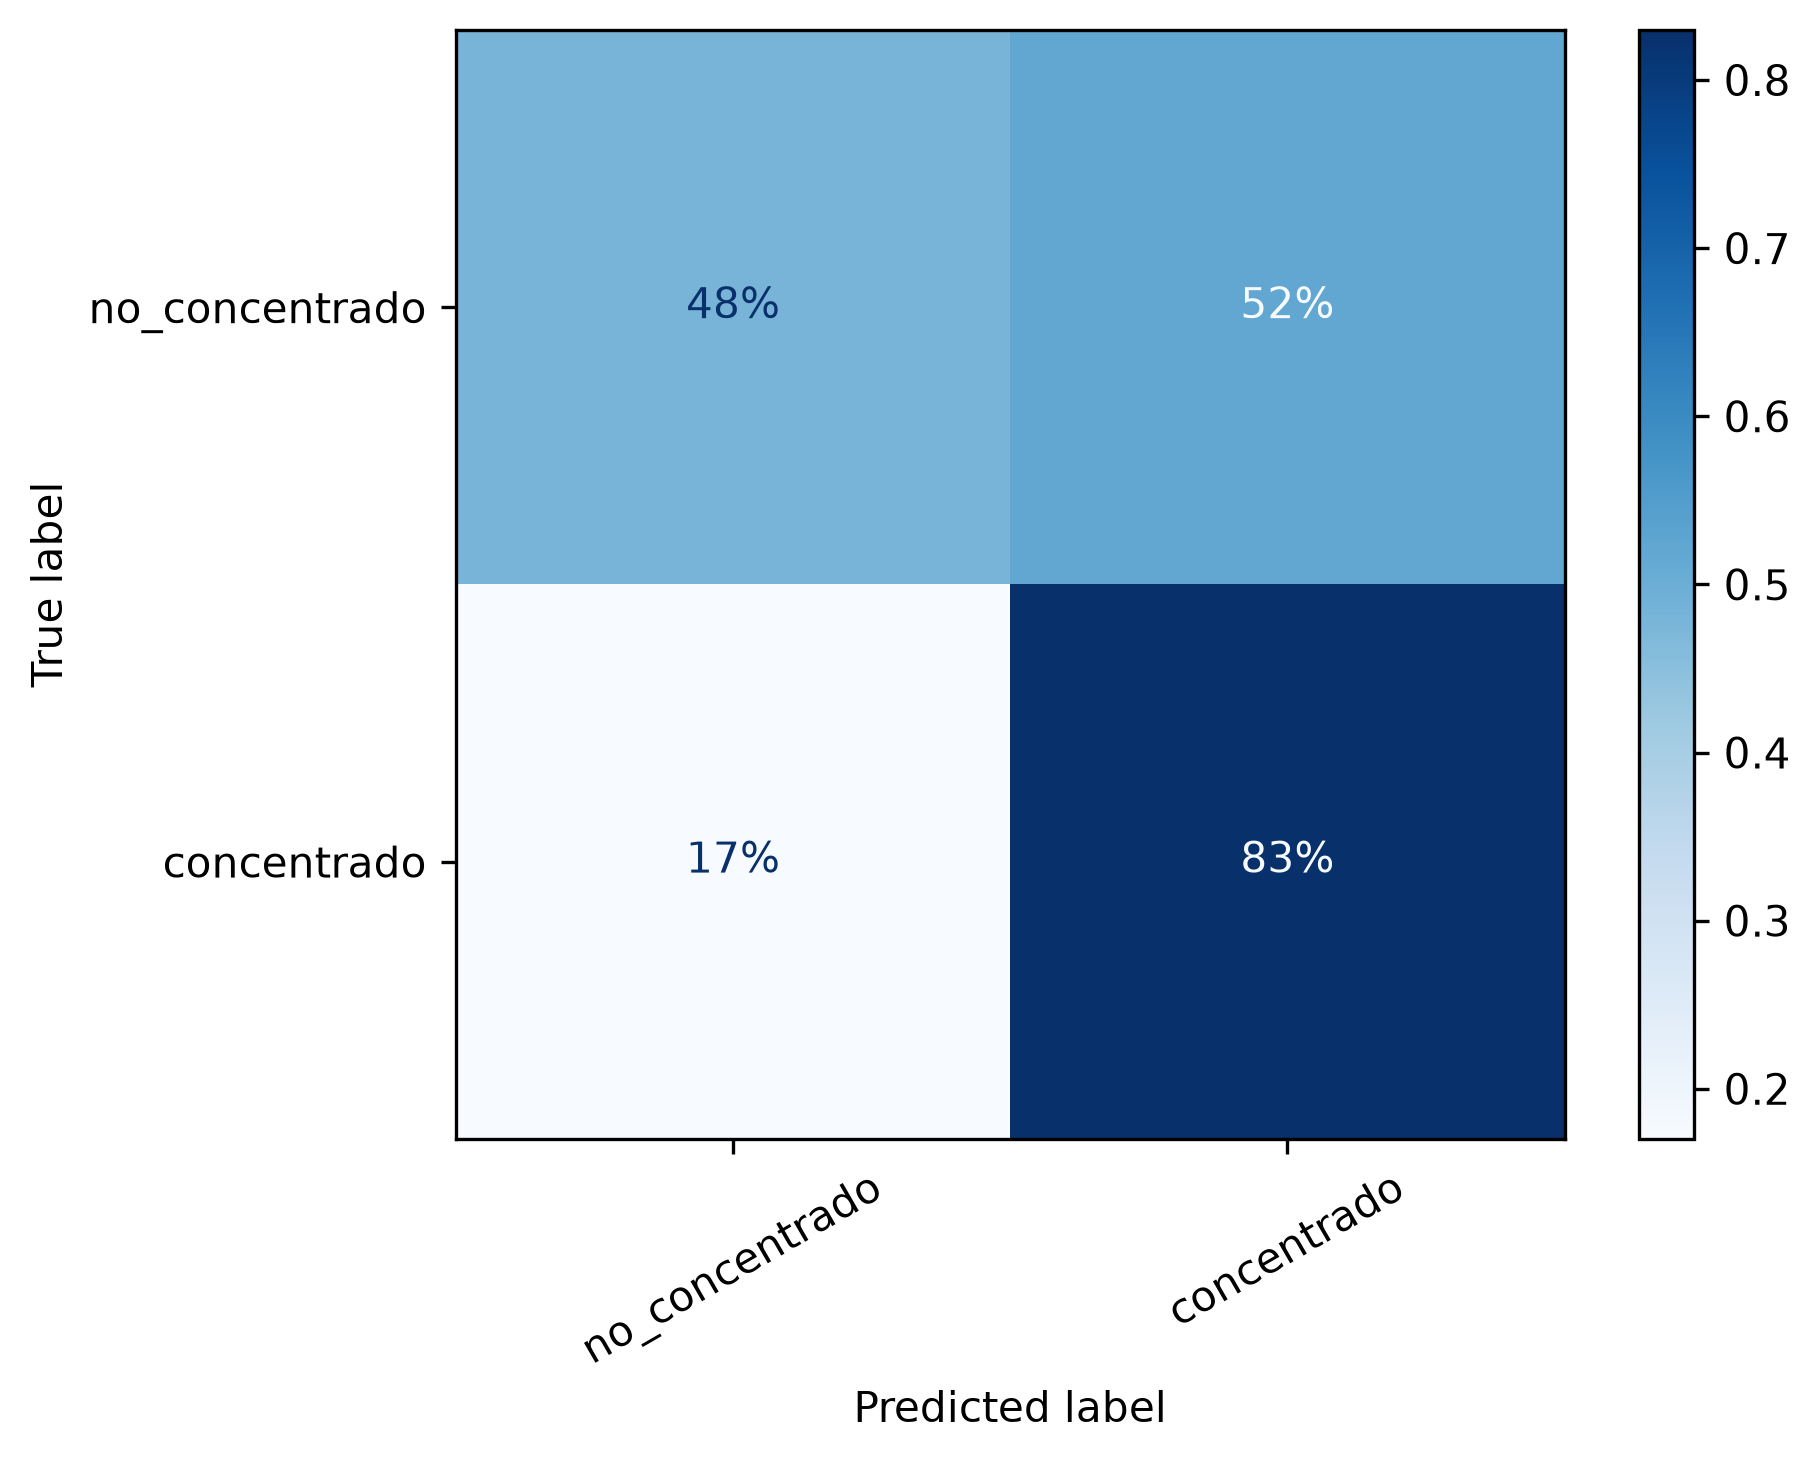 no_concentrado
concentrado
True label
48%
52%
17%
83%
no_concentrado
concentrado
Predicted label
0.8
0.7
0.6
0.5
0.4
0.3
0.2